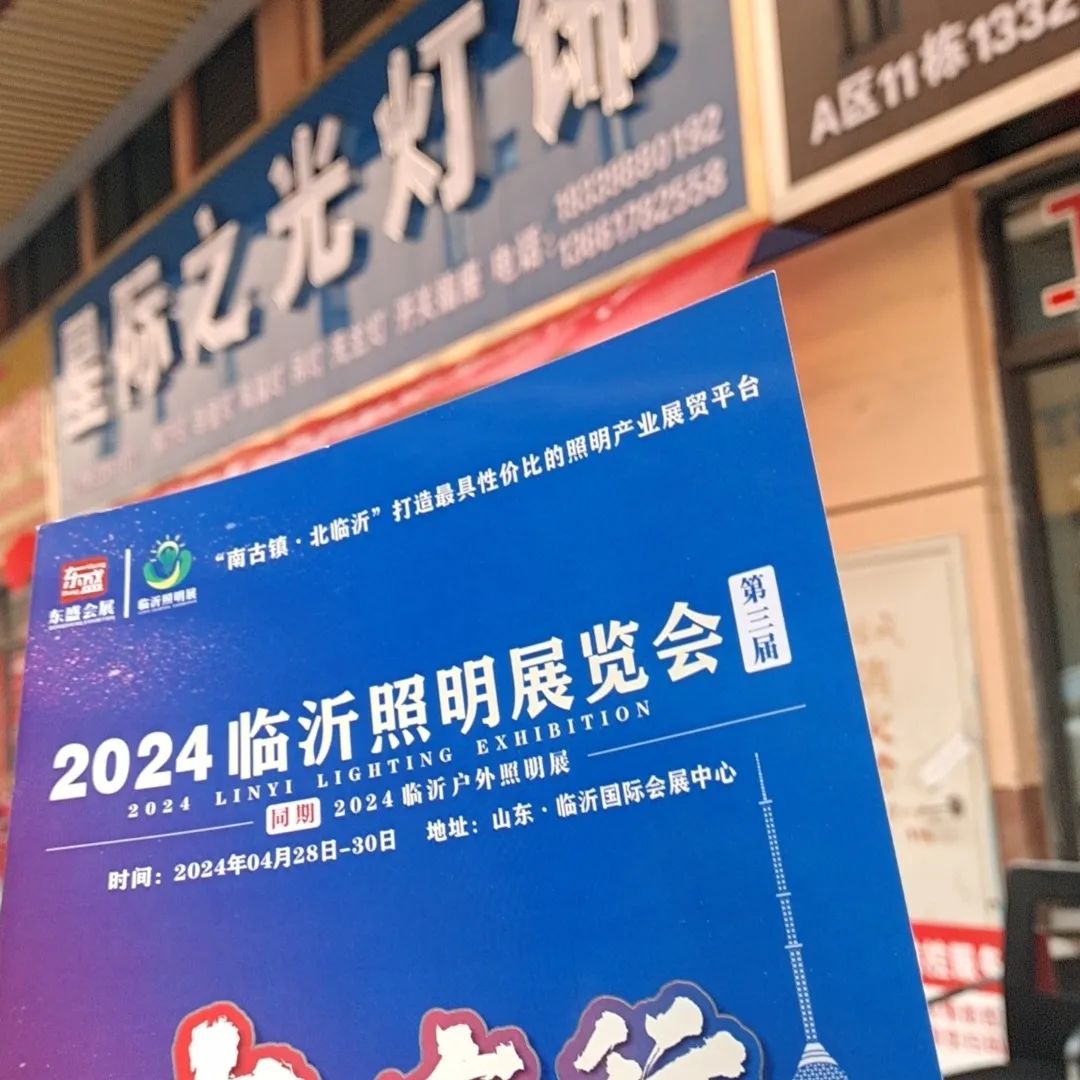 星际之光灯饰
电话：
19339880192
13661782558
A区11栋1332
东盛会展
临沂照明展
“南古镇·北临沂”打造最具性价比的照明产业展贸平台
2024临沂照明展览会
第三届
2024 LINYI LIGHTING EXHIBITION
同期 2024临沂户外照明展
时间：2024年04月28日-30日 地址：山东·临沂国际会展中心